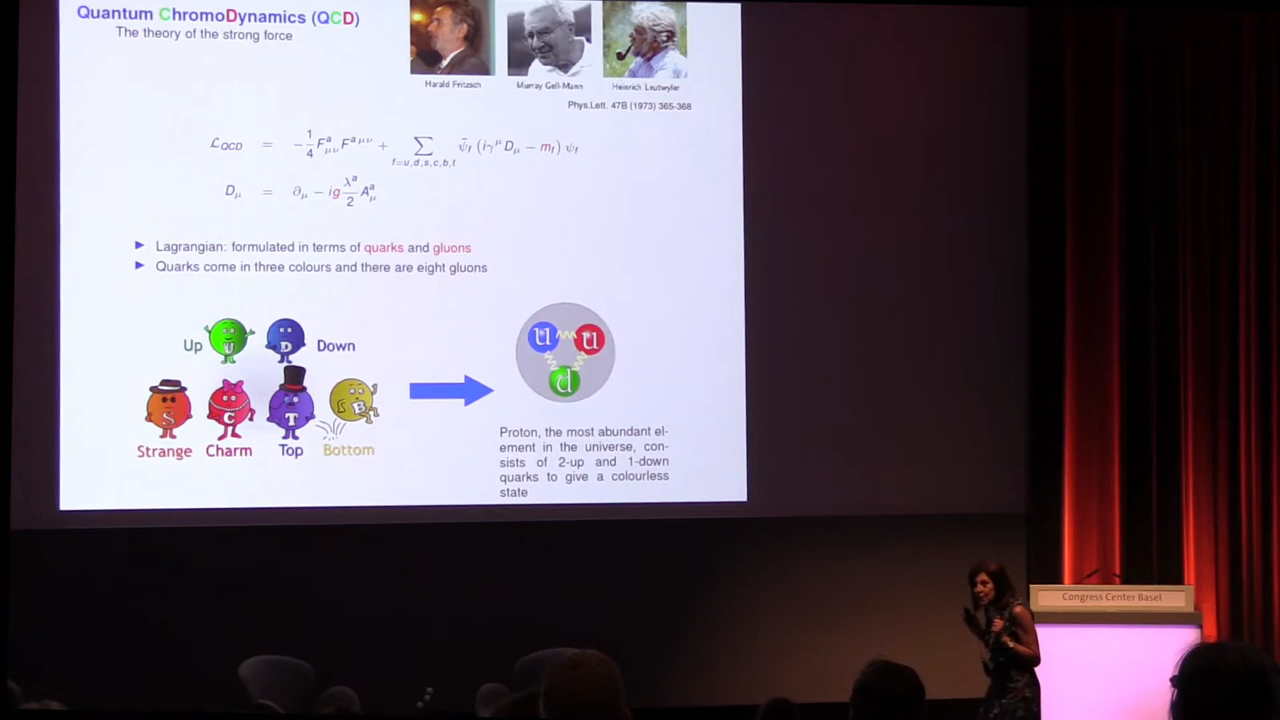 Quantum ChromoDynamics (QCD)
The theory of the strong force
Harald Fritzsch
Murray Gell-Mann
Heinrich Leutwyler
Phys.Lett. 47B (1973) 365-368
ℒ_QCD = −1/4 F^a_μν F^{a μν} + ∑_{f=u,d,s,c,b,t} ψ̄_f (iγ^μ D_μ − m_f) ψ_f
D_μ = ∂_μ − ig λ^a/2 A^a_μ
Lagrangian: formulated in terms of quarks and gluons
Quarks come in three colours and there are eight gluons
Up U D Down
S C T B
Strange Charm Top Bottom
u u
d
Proton, the most abundant el-
ement in the universe, con-
sists of 2-up and 1-down
quarks to give a colourless
state
Congress Center Basel